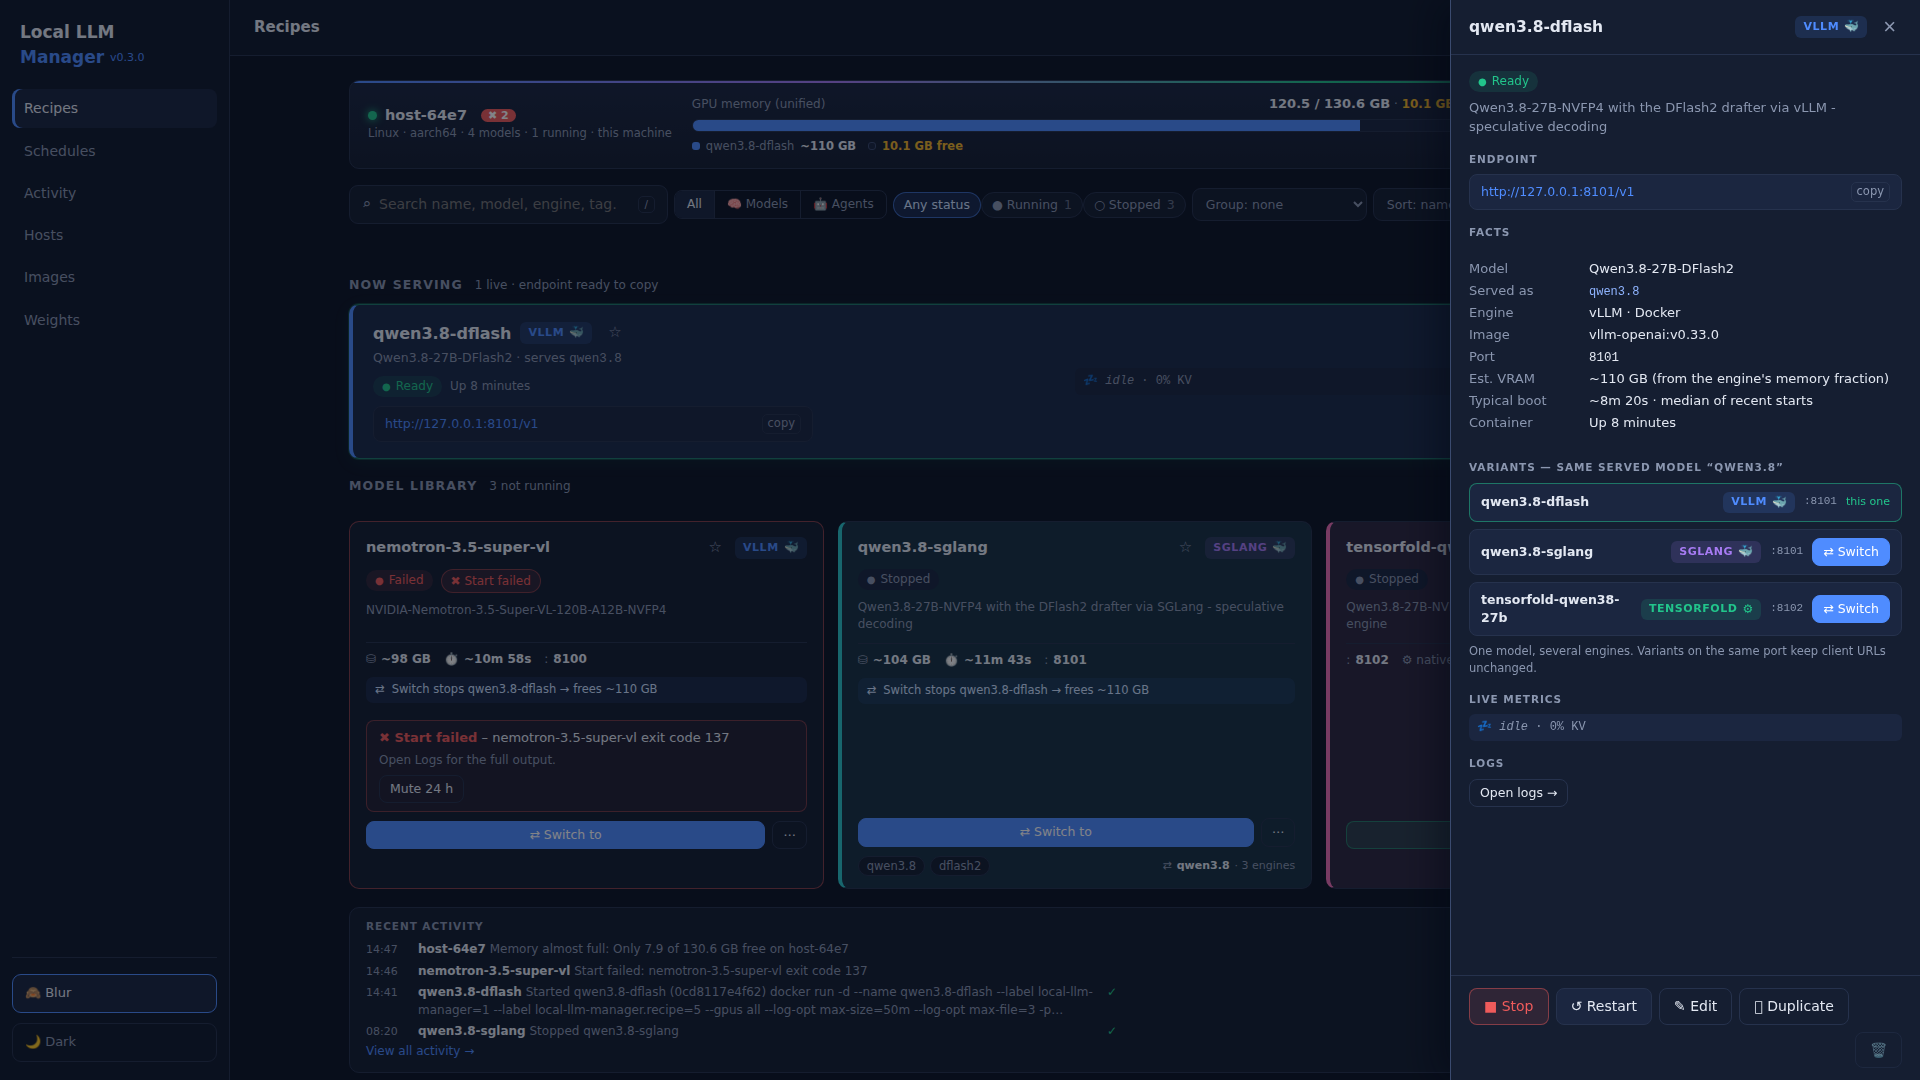 Local LLM
Manager v0.3.0
Recipes
Schedules
Activity
Hosts
Images
Weights
Blur
Dark
Recipes
host-64e7 ✖ 2
Linux · aarch64 · 4 models · 1 running · this machine
GPU memory (unified)
120.5 / 130.6 GB · 10.1 GB
qwen3.8-dflash ~110 GB 10.1 GB free
Search name, model, engine, tag. /
All Models Agents Any status Running 1 Stopped 3 Group: none Sort: name
NOW SERVING 1 live · endpoint ready to copy
qwen3.8-dflash VLLM ☆
Qwen3.8-27B-DFlash2 · serves qwen3.8
Ready Up 8 minutes
idle · 0% KV
http://127.0.0.1:8101/v1 copy
MODEL LIBRARY 3 not running
nemotron-3.5-super-vl ☆ VLLM
Failed ✖ Start failed
NVIDIA-Nemotron-3.5-Super-VL-120B-A12B-NVFP4
~98 GB ~10m 58s : 8100
⇄ Switch stops qwen3.8-dflash → frees ~110 GB
✖ Start failed – nemotron-3.5-super-vl exit code 137
Open Logs for the full output.
Mute 24 h
⇄ Switch to ···
qwen3.8-sglang ☆ SGLANG
Stopped
Qwen3.8-27B-NVFP4 with the DFlash2 drafter via SGLang - speculative
decoding
~104 GB ~11m 43s : 8101
⇄ Switch stops qwen3.8-dflash → frees ~110 GB
⇄ Switch to ···
qwen3.8 dflash2 ⇄ qwen3.8 · 3 engines
Stopped
: 8102
RECENT ACTIVITY
14:47 host-64e7 Memory almost full: Only 7.9 of 130.6 GB free on host-64e7
14:46 nemotron-3.5-super-vl Start failed: nemotron-3.5-super-vl exit code 137
14:41 qwen3.8-dflash Started qwen3.8-dflash (0cd8117e4f62) docker run -d --name qwen3.8-dflash --label local-llm- ✓
manager=1 --label local-llm-manager.recipe=5 --gpus all --log-opt max-size=50m --log-opt max-file=3 -p…
08:20 qwen3.8-sglang Stopped qwen3.8-sglang ✓
View all activity →
qwen3.8-dflash VLLM ✕
Ready
Qwen3.8-27B-NVFP4 with the DFlash2 drafter via vLLM -
speculative decoding
ENDPOINT
http://127.0.0.1:8101/v1 copy
FACTS
Model Qwen3.8-27B-DFlash2
Served as qwen3.8
Engine vLLM · Docker
Image vllm-openai:v0.33.0
Port 8101
Est. VRAM ~110 GB (from the engine's memory fraction)
Typical boot ~8m 20s · median of recent starts
Container Up 8 minutes
VARIANTS — SAME SERVED MODEL “QWEN3.8”
qwen3.8-dflash VLLM :8101 this one
qwen3.8-sglang SGLANG :8101 ⇄ Switch
tensorfold-qwen38-
27b TENSORFOLD :8102 ⇄ Switch
One model, several engines. Variants on the same port keep client URLs
unchanged.
LIVE METRICS
idle · 0% KV
LOGS
Open logs →
Stop ↺ Restart ✎ Edit Duplicate